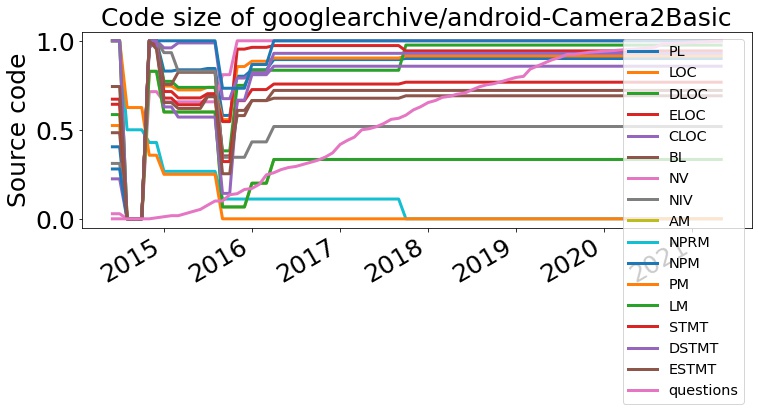 Code size of googlearchive/android-Camera2Basic
Source code
1.0
0.5
0.0
2015
2016
2017
2018
2019
2020
2021
PL
LOC
DLOC
ELOC
CLOC
BL
NV
NIV
AM
NPRM
NPM
PM
LM
STMT
DSTMT
ESTMT
questions